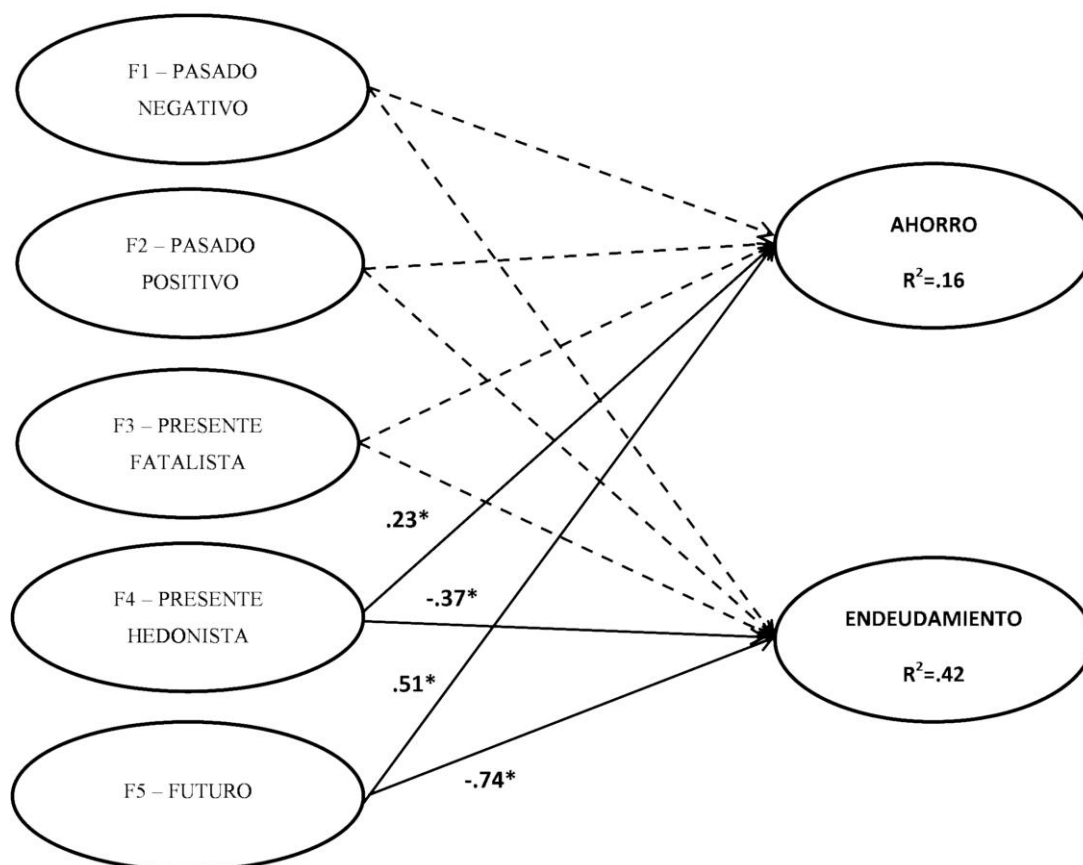 F1 – PASADO
NEGATIVO
F2 – PASADO
POSITIVO
F3 – PRESENTE
FATALISTA
F4 – PRESENTE
HEDONISTA
F5 – FUTURO
.23*
-.37*
.51*
-.74*
AHORRO
R²=.16
ENDEUDAMIENTO
R²=.42